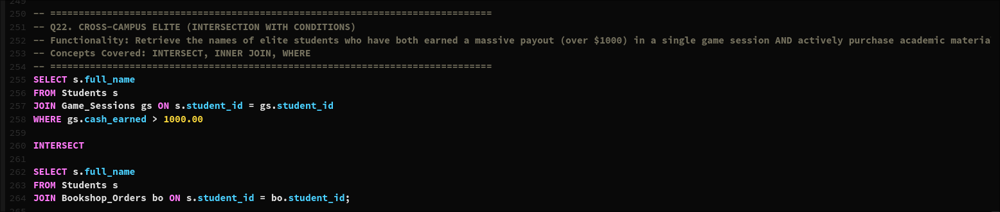 249
250 -- ==============================================================================
251 -- Q22. CROSS-CAMPUS ELITE (INTERSECTION WITH CONDITIONS)
252 -- Functionality: Retrieve the names of elite students who have both earned a massive payout (over $1000) in a single game session AND actively purchase academic materia
253 -- Concepts Covered: INTERSECT, INNER JOIN, WHERE
254 -- ==============================================================================
255 SELECT s.full_name
256 FROM Students s
257 JOIN Game_Sessions gs ON s.student_id = gs.student_id
258 WHERE gs.cash_earned > 1000.00
259
260 INTERSECT
261
262 SELECT s.full_name
263 FROM Students s
264 JOIN Bookshop_Orders bo ON s.student_id = bo.student_id;
265